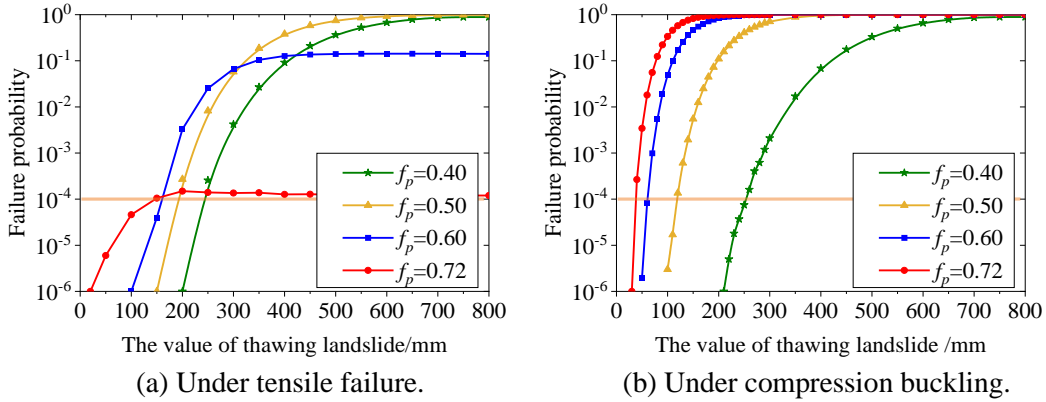 10^0
10^-1
10^-2
10^-3
10^-4
10^-5
10^-6
Failure probability
f_p=0.40
f_p=0.50
f_p=0.60
f_p=0.72
0 100 200 300 400 500 600 700 800
The value of thawing landslide/mm
(a) Under tensile failure.
10^0
10^-1
10^-2
10^-3
10^-4
10^-5
10^-6
Failure probability
f_p=0.40
f_p=0.50
f_p=0.60
f_p=0.72
0 100 200 300 400 500 600 700 800
The value of thawing landslide /mm
(b) Under compression buckling.